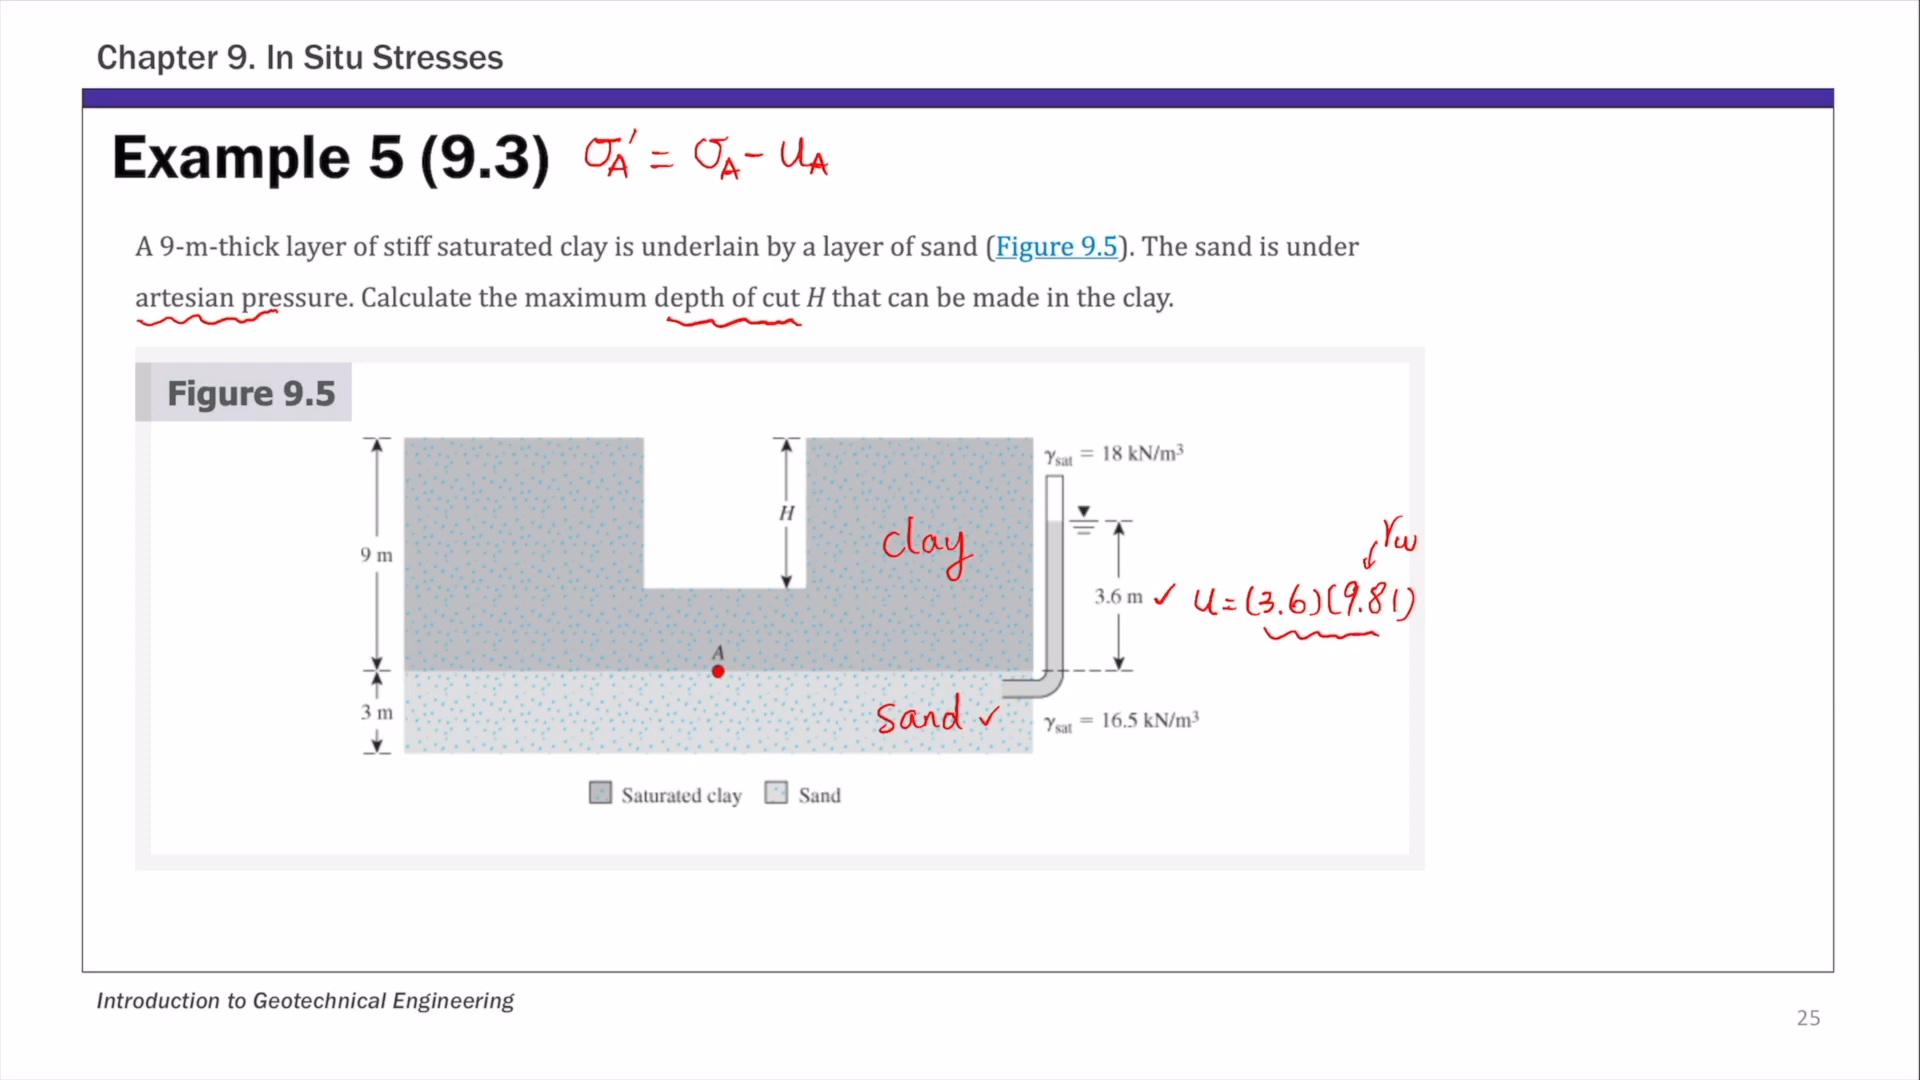 Chapter 9. In Situ Stresses
Example 5 (9.3) σA′ = σA - uA
A 9-m-thick layer of stiff saturated clay is underlain by a layer of sand (Figure 9.5). The sand is under
artesian pressure. Calculate the maximum depth of cut H that can be made in the clay.
Figure 9.5
γsat = 18 kN/m³
H
clay
γw
9 m
3.6 m ✓ u=(3.6)(9.81)
A
3 m
sand ✓
γsat = 16.5 kN/m³
Saturated clay Sand
Introduction to Geotechnical Engineering
25